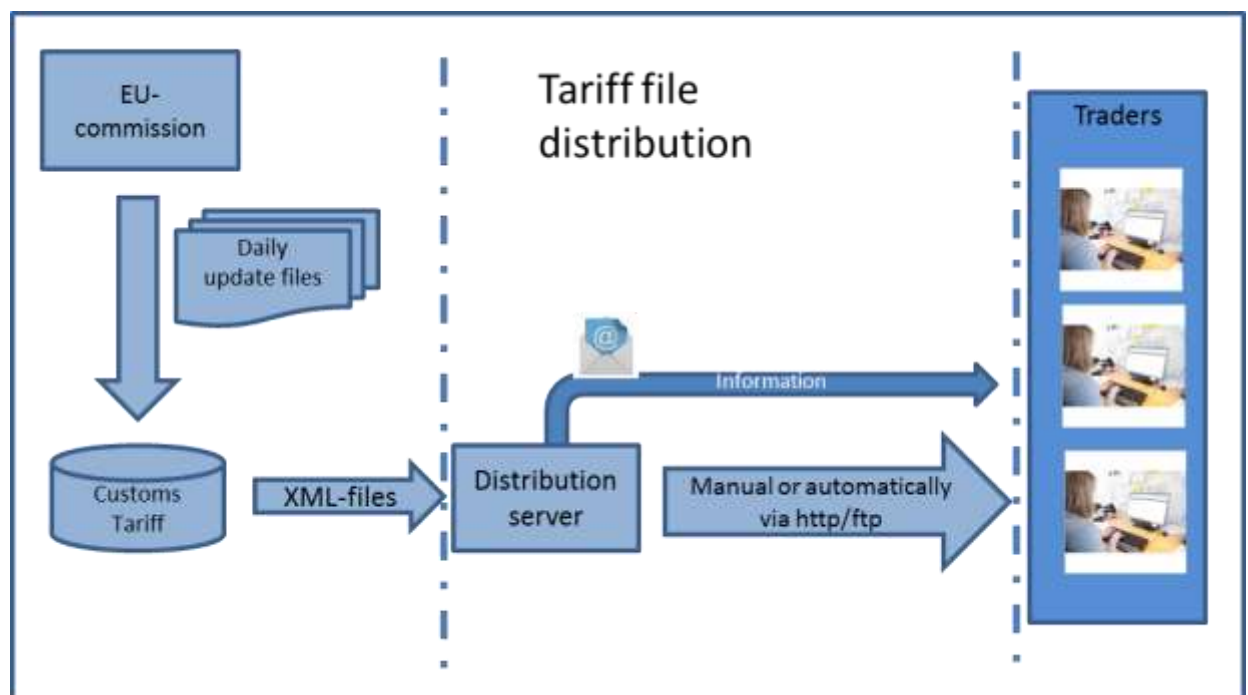 EU-
commission
Tariff file
distribution
Traders
Daily
update files
@
Information
Customs
Tariff
XML-files
Distribution
server
Manual or automatically
via http/ftp